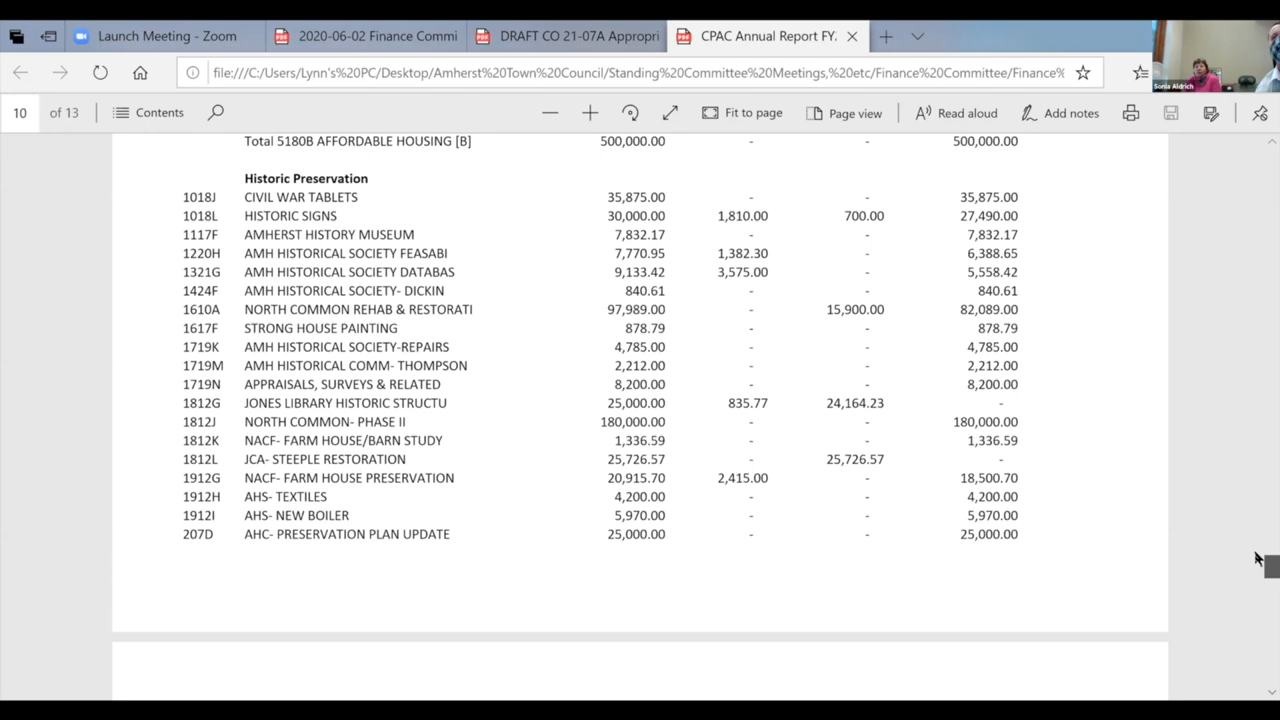 Launch Meeting - Zoom
2020-06-02 Finance Commi
DRAFT CO 21-07A Appropri
CPAC Annual Report FY.
file:///C:/Users/Lynn's%20PC/Desktop/Amherst%20Town%20Council/Standing%20Committee%20Meetings,%20etc/Finance%20Committee/Finance%
Sonia Aldrich
10 of 13 Contents Fit to page Page view Read aloud Add notes
Total 5180B AFFORDABLE HOUSING [B] 500,000.00 - - 500,000.00
Historic Preservation
1018J CIVIL WAR TABLETS 35,875.00 - - 35,875.00
1018L HISTORIC SIGNS 30,000.00 1,810.00 700.00 27,490.00
1117F AMHERST HISTORY MUSEUM 7,832.17 - - 7,832.17
1220H AMH HISTORICAL SOCIETY FEASABI 7,770.95 1,382.30 - 6,388.65
1321G AMH HISTORICAL SOCIETY DATABAS 9,133.42 3,575.00 - 5,558.42
1424F AMH HISTORICAL SOCIETY- DICKIN 840.61 - - 840.61
1610A NORTH COMMON REHAB & RESTORATI 97,989.00 - 15,900.00 82,089.00
1617F STRONG HOUSE PAINTING 878.79 - - 878.79
1719K AMH HISTORICAL SOCIETY-REPAIRS 4,785.00 - - 4,785.00
1719M AMH HISTORICAL COMM- THOMPSON 2,212.00 - - 2,212.00
1719N APPRAISALS, SURVEYS & RELATED 8,200.00 - - 8,200.00
1812G JONES LIBRARY HISTORIC STRUCTU 25,000.00 835.77 24,164.23 -
1812J NORTH COMMON- PHASE II 180,000.00 - - 180,000.00
1812K NACF- FARM HOUSE/BARN STUDY 1,336.59 - - 1,336.59
1812L JCA- STEEPLE RESTORATION 25,726.57 - 25,726.57 -
1912G NACF- FARM HOUSE PRESERVATION 20,915.70 2,415.00 - 18,500.70
1912H AHS- TEXTILES 4,200.00 - - 4,200.00
1912I AHS- NEW BOILER 5,970.00 - - 5,970.00
207D AHC- PRESERVATION PLAN UPDATE 25,000.00 - - 25,000.00